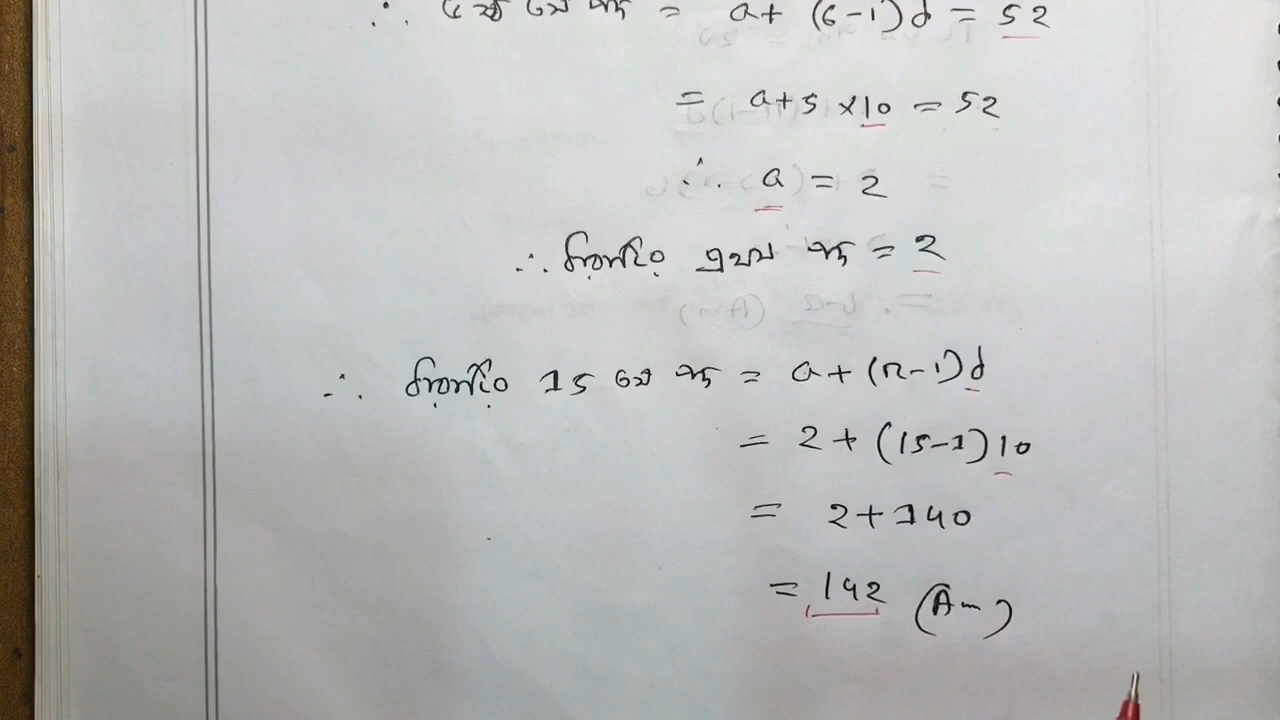 ∴ ... তম পদ = a + (6-1)d = 52
= a+5 ×10 = 52
∴ a = 2
∴ নির্ণেয় প্রথম পদ = 2
∴ নির্ণেয় 15 তম পদ = a + (n-1)d
= 2 + (15-1)10
= 2+140
= 142 (Ans)